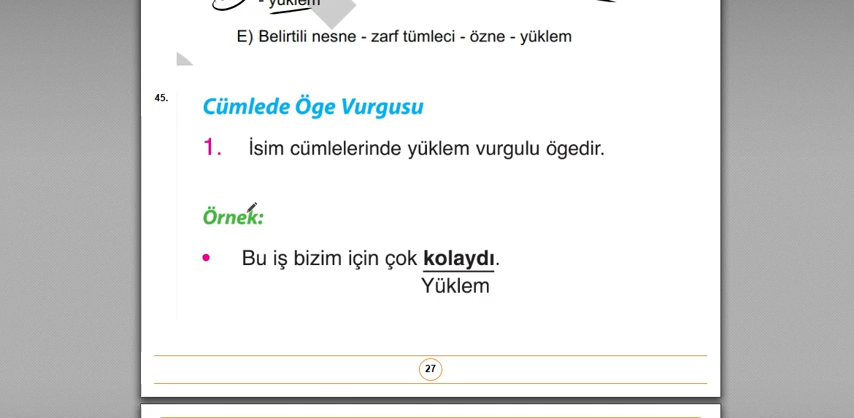 - yüklem
E) Belirtili nesne - zarf tümleci - özne - yüklem
45.
Cümlede Öge Vurgusu
1. İsim cümlelerinde yüklem vurgulu ögedir.
Örnek:
• Bu iş bizim için çok kolaydı.
Yüklem
27